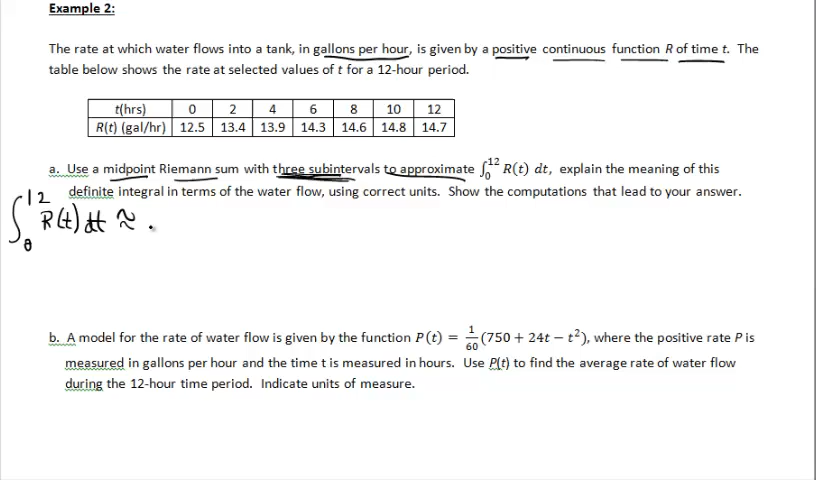 Example 2:
The rate at which water flows into a tank, in gallons per hour, is given by a positive continuous function R of time t. The
table below shows the rate at selected values of t for a 12-hour period.
t(hrs) 0 2 4 6 8 10 12
R(t) (gal/hr) 12.5 13.4 13.9 14.3 14.6 14.8 14.7
a. Use a midpoint Riemann sum with three subintervals to approximate ∫₀¹² R(t) dt, explain the meaning of this
definite integral in terms of the water flow, using correct units. Show the computations that lead to your answer.
∫₀¹² R(t) dt ≈
b. A model for the rate of water flow is given by the function P(t) = 1/60 (750 + 24t − t²), where the positive rate P is
measured in gallons per hour and the time t is measured in hours. Use P(t) to find the average rate of water flow
during the 12-hour time period. Indicate units of measure.